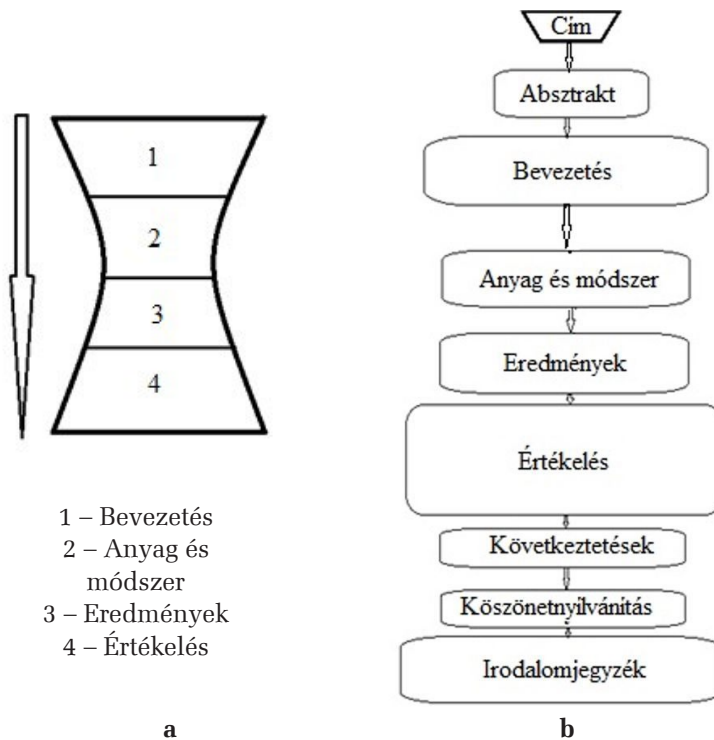 1
2
3
4
1 – Bevezetés
2 – Anyag és
módszer
3 – Eredmények
4 – Értékelés
a
Cím
Absztrakt
Bevezetés
Anyag és módszer
Eredmények
Értékelés
Következtetések
Köszönetnyilvánítás
Irodalomjegyzék
b